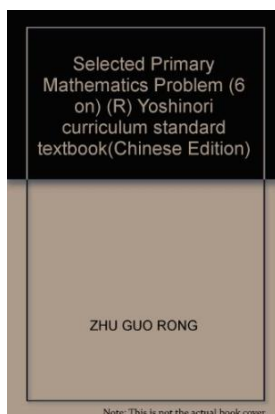 Selected Primary
Mathematics Problem (6
on) (R) Yoshinori
curriculum standard
textbook(Chinese Edition)
ZHU GUO RONG
Note: This is not the actual book cover